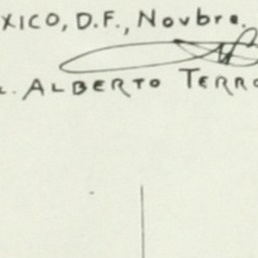 XICO, D.F., Novbre.
L. ALBERTO TERRO